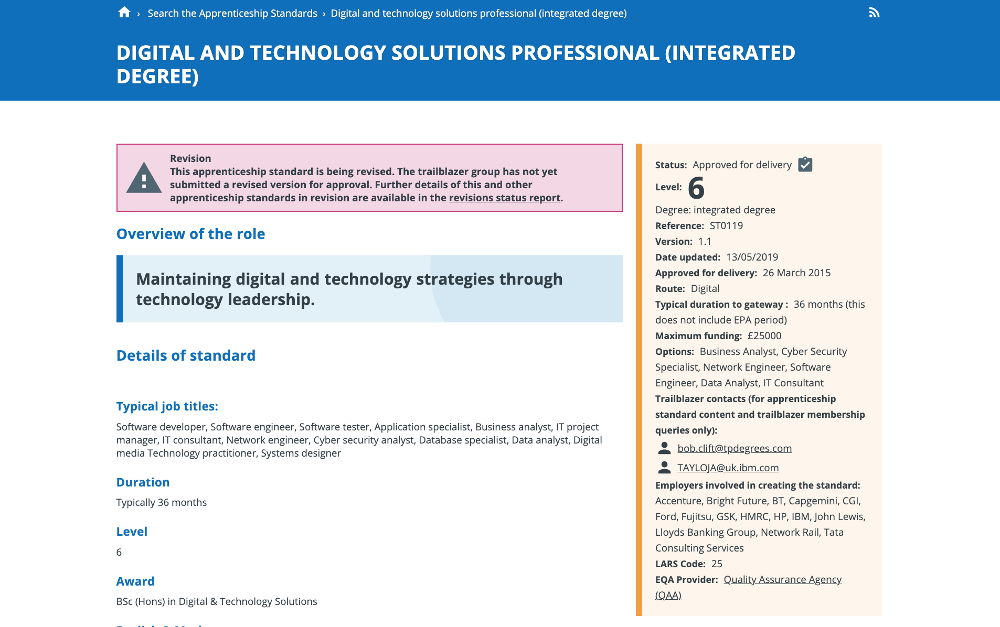 › Search the Apprenticeship Standards › Digital and technology solutions professional (integrated degree)
DIGITAL AND TECHNOLOGY SOLUTIONS PROFESSIONAL (INTEGRATED
DEGREE)
Revision
This apprenticeship standard is being revised. The trailblazer group has not yet
submitted a revised version for approval. Further details of this and other
apprenticeship standards in revision are available in the revisions status report.
Overview of the role
Maintaining digital and technology strategies through
technology leadership.
Details of standard
Typical job titles:
Software developer, Software engineer, Software tester, Application specialist, Business analyst, IT project
manager, IT consultant, Network engineer, Cyber security analyst, Database specialist, Data analyst, Digital
media Technology practitioner, Systems designer
Duration
Typically 36 months
Level
6
Award
BSc (Hons) in Digital & Technology Solutions
Status: Approved for delivery
Level: 6
Degree: integrated degree
Reference: ST0119
Version: 1.1
Date updated: 13/05/2019
Approved for delivery: 26 March 2015
Route: Digital
Typical duration to gateway : 36 months (this
does not include EPA period)
Maximum funding: £25000
Options: Business Analyst, Cyber Security
Specialist, Network Engineer, Software
Engineer, Data Analyst, IT Consultant
Trailblazer contacts (for apprenticeship
standard content and trailblazer membership
queries only):
bob.clift@tpdegrees.com
TAYLOJA@uk.ibm.com
Employers involved in creating the standard:
Accenture, Bright Future, BT, Capgemini, CGI,
Ford, Fujitsu, GSK, HMRC, HP, IBM, John Lewis,
Lloyds Banking Group, Network Rail, Tata
Consulting Services
LARS Code: 25
EQA Provider: Quality Assurance Agency
(QAA)